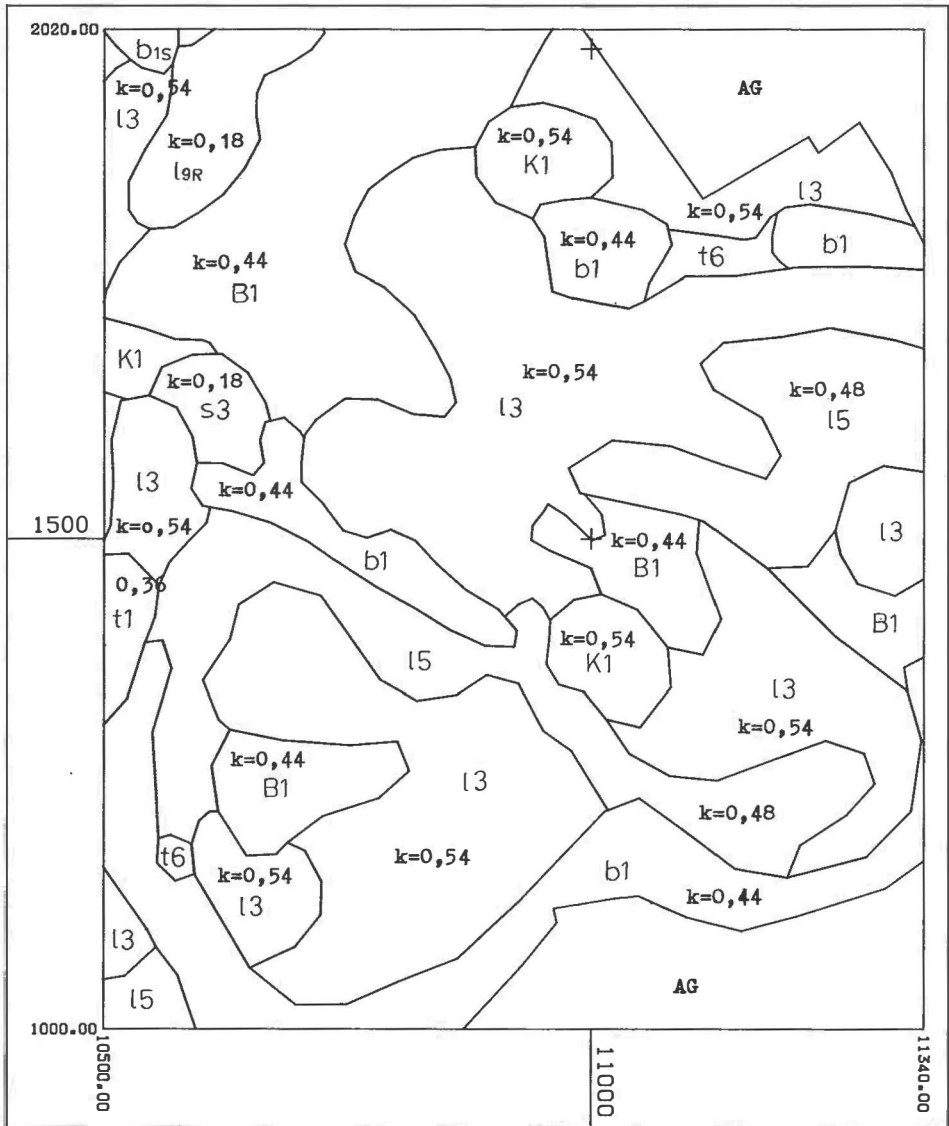 2020.00
b1S
k=0,54
l3
k=0,18
l9R
AG
k=0,54
K1
l3
k=0,54
k=0,44
b1
t6
b1
k=0,44
B1
K1
k=0,18
s3
k=0,54
l3
k=0,48
l5
l3
k=0,44
k=0,54
1500
b1
k=0,44
B1
l3
0,36
t1
B1
k=0,54
K1
l5
l3
k=0,54
k=0,44
B1
l3
k=0,48
t6
k=0,54
l3
k=0,54
b1
k=0,44
l3
l5
AG
1000.00
10500.00
11000
11340.00